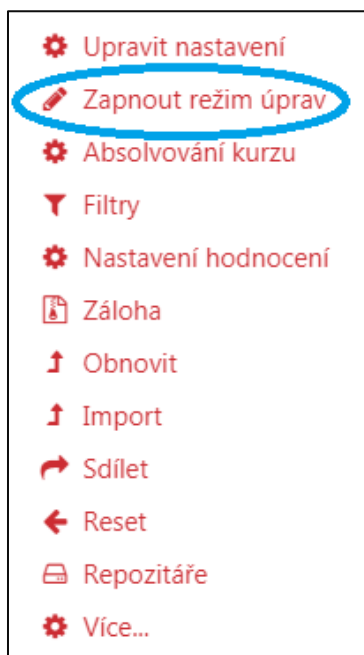 Upravit nastavení
Zapnout režim úprav
Absolvování kurzu
Filtry
Nastavení hodnocení
Záloha
Obnovit
Import
Sdílet
Reset
Repozitáře
Více...